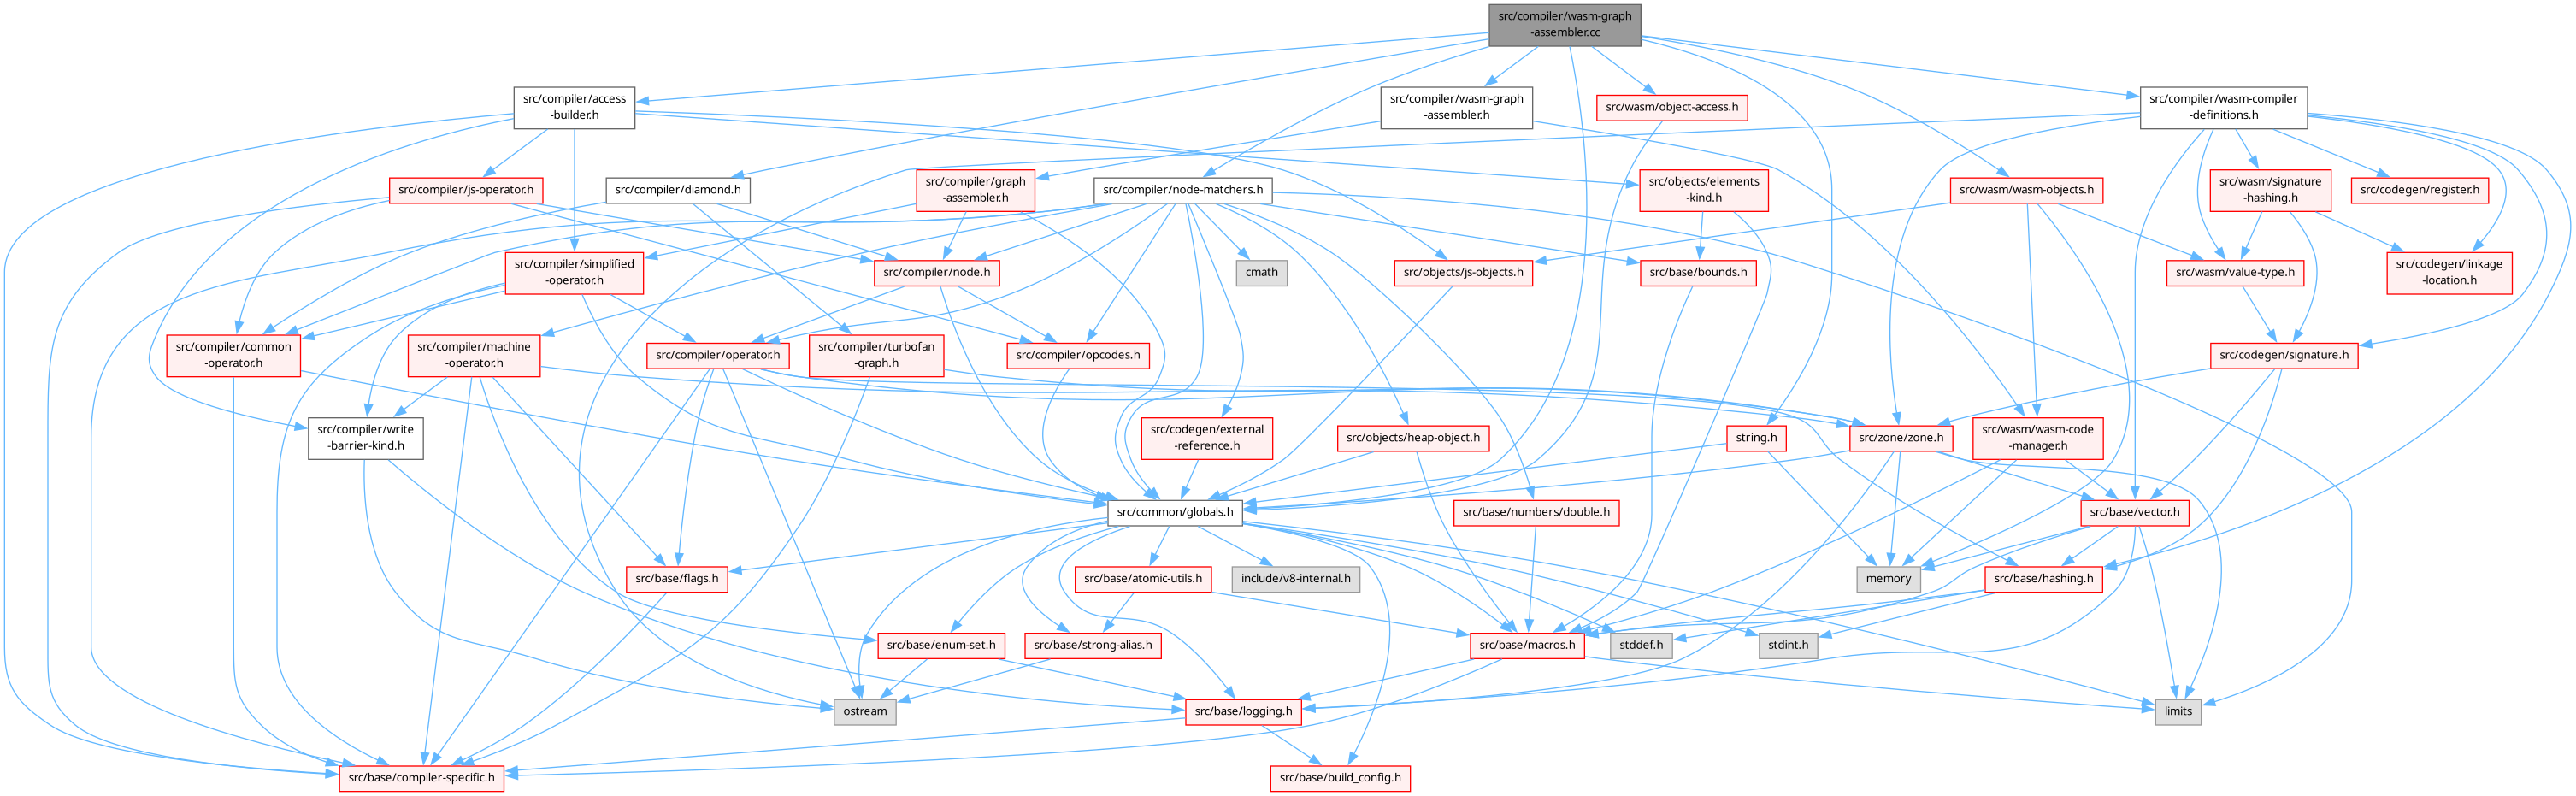 src/compiler/wasm-graph
-assembler.cc
src/compiler/access
-builder.h
src/compiler/wasm-graph
-assembler.h
src/wasm/object-access.h
src/compiler/wasm-compiler
-definitions.h
src/compiler/js-operator.h
src/compiler/diamond.h
src/compiler/graph
-assembler.h
src/compiler/node-matchers.h
src/objects/elements
-kind.h
src/wasm/wasm-objects.h
src/wasm/signature
-hashing.h
src/codegen/register.h
src/compiler/simplified
-operator.h
src/compiler/node.h
cmath
src/objects/js-objects.h
src/base/bounds.h
src/wasm/value-type.h
src/codegen/linkage
-location.h
src/compiler/common
-operator.h
src/compiler/machine
-operator.h
src/compiler/operator.h
src/compiler/turbofan
-graph.h
src/compiler/opcodes.h
src/codegen/signature.h
src/compiler/write
-barrier-kind.h
src/codegen/external
-reference.h
src/objects/heap-object.h
string.h
src/zone/zone.h
src/wasm/wasm-code
-manager.h
src/common/globals.h
src/base/numbers/double.h
src/base/vector.h
src/base/flags.h
src/base/atomic-utils.h
include/v8-internal.h
memory
src/base/hashing.h
src/base/enum-set.h
src/base/strong-alias.h
src/base/macros.h
stddef.h
stdint.h
ostream
src/base/logging.h
limits
src/base/compiler-specific.h
src/base/build_config.h